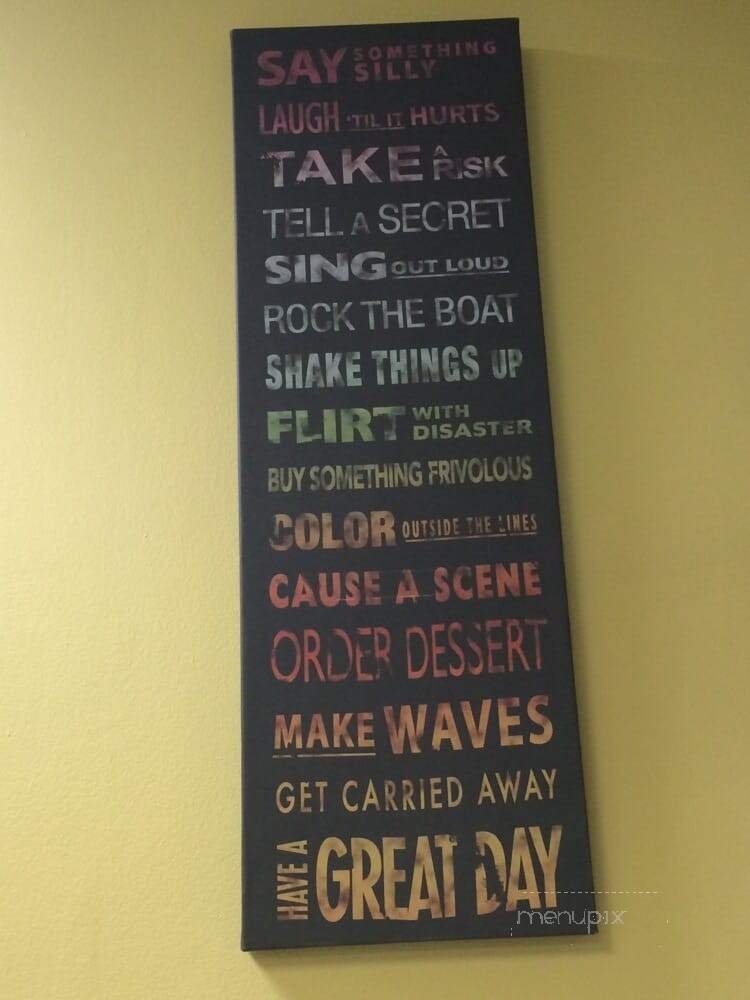 SAY SOMETHING SILLY
LAUGH 'TIL IT HURTS
TAKE A RISK
TELL A SECRET
SING OUT LOUD
ROCK THE BOAT
SHAKE THINGS UP
FLIRT WITH DISASTER
BUY SOMETHING FRIVOLOUS
COLOR OUTSIDE THE LINES
CAUSE A SCENE
ORDER DESSERT
MAKE WAVES
GET CARRIED AWAY
HAVE A GREAT DAY
menupix